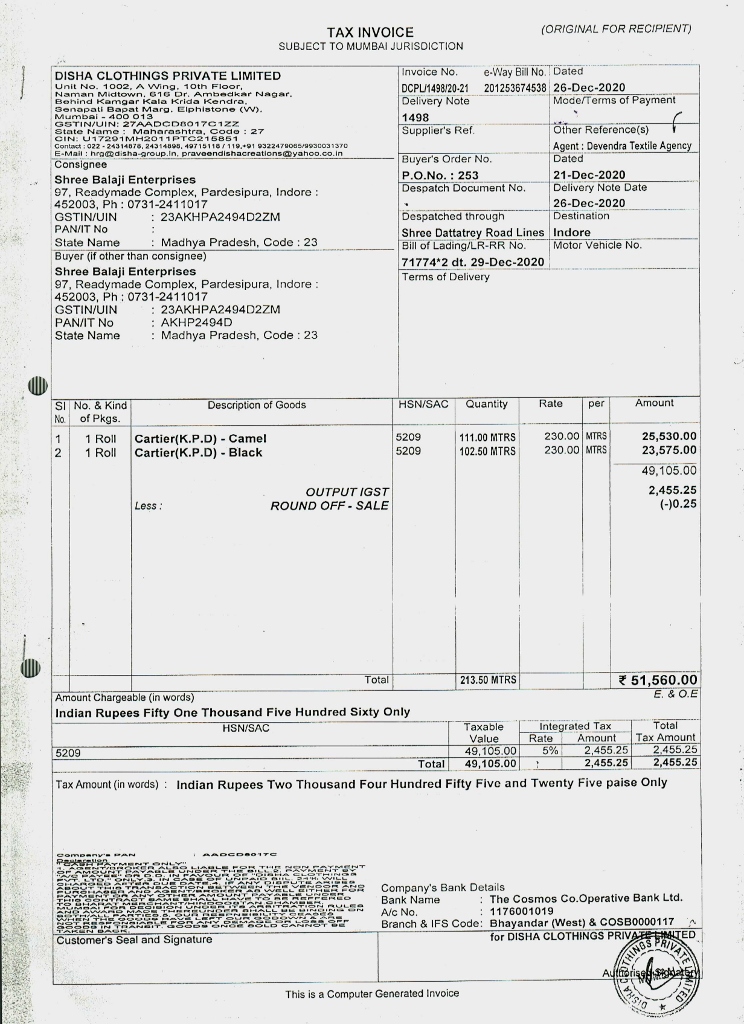 TAX INVOICE
(ORIGINAL FOR RECIPIENT)
SUBJECT TO MUMBAI JURISDICTION
DISHA CLOTHINGS PRIVATE LIMITED
Unit No. 1002, A Wing, 10th Floor,
Naman Midtown, 616 Dr. Ambedkar Nagar,
Behind Kamgar Kala Krida Kendra,
Senapati Bapat Marg, Elphistone (W).
Mumbai - 400 013
GSTIN/UIN: 27AADCD8017C1ZZ
State Name : Maharashtra, Code : 27
CIN: U17291MH2011PTC215851
Contact : 022 - 24314878, 24314898, 49715118 / 119,+91 9322479065/9930031370
E-Mail : hrg@disha-group.in, praveendishacreations@yahoo.co.in
Invoice No. e-Way Bill No. Dated
DCPL/1498/20-21 201253674538 26-Dec-2020
Delivery Note Mode/Terms of Payment
1498
Supplier's Ref. Other Reference(s)
Agent : Devendra Textile Agency
Buyer's Order No. Dated
P.O.No. : 253 21-Dec-2020
Despatch Document No. Delivery Note Date
26-Dec-2020
Despatched through Destination
Shree Dattatrey Road Lines Indore
Bill of Lading/LR-RR No. Motor Vehicle No.
71774*2 dt. 29-Dec-2020
Terms of Delivery
Consignee
Shree Balaji Enterprises
97, Readymade Complex, Pardesipura, Indore :
452003, Ph : 0731-2411017
GSTIN/UIN : 23AKHPA2494D2ZM
PAN/IT No :
State Name : Madhya Pradesh, Code : 23
Buyer (if other than consignee)
Shree Balaji Enterprises
97, Readymade Complex, Pardesipura, Indore :
452003, Ph : 0731-2411017
GSTIN/UIN : 23AKHPA2494D2ZM
PAN/IT No : AKHP2494D
State Name : Madhya Pradesh, Code : 23
Sl No. No. & Kind of Pkgs. Description of Goods HSN/SAC Quantity Rate per Amount
1 1 Roll Cartier(K.P.D) - Camel 5209 111.00 MTRS 230.00 MTRS 25,530.00
2 1 Roll Cartier(K.P.D) - Black 5209 102.50 MTRS 230.00 MTRS 23,575.00
49,105.00
OUTPUT IGST 2,455.25
Less : ROUND OFF - SALE (-)0.25
Total 213.50 MTRS ₹ 51,560.00
Amount Chargeable (in words) E. & O.E
Indian Rupees Fifty One Thousand Five Hundred Sixty Only
HSN/SAC Taxable Value Integrated Tax Rate Amount Total Tax Amount
5209 49,105.00 5% 2,455.25 2,455.25
Total 49,105.00 2,455.25 2,455.25
Tax Amount (in words) : Indian Rupees Two Thousand Four Hundred Fifty Five and Twenty Five paise Only
Company's PAN : AADCD8017C
Declaration
Company's Bank Details
Bank Name : The Cosmos Co.Operative Bank Ltd.
A/c No. : 1176001019
Branch & IFS Code: Bhayandar (West) & COSB0000117
Customer's Seal and Signature
for DISHA CLOTHINGS PRIVATE LIMITED
Authorised Signatory
DISHA CLOTHINGS PRIVATE LIMITED
This is a Computer Generated Invoice